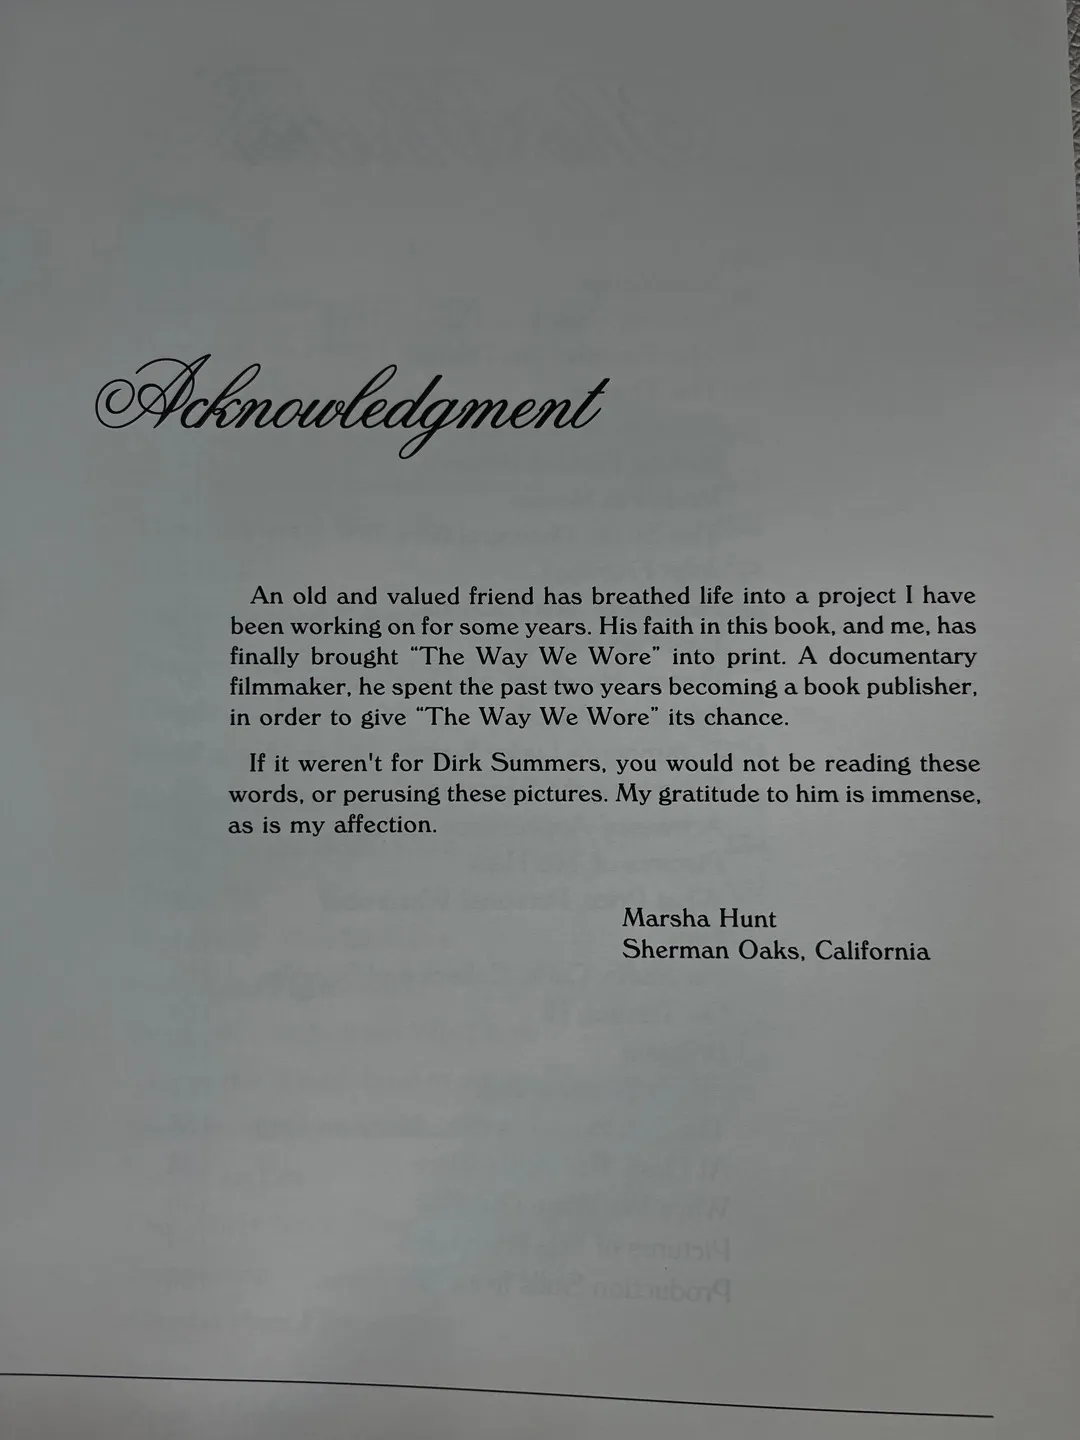 Acknowledgment
An old and valued friend has breathed life into a project I have
been working on for some years. His faith in this book, and me, has
finally brought “The Way We Wore” into print. A documentary
filmmaker, he spent the past two years becoming a book publisher,
in order to give “The Way We Wore” its chance.
If it weren't for Dirk Summers, you would not be reading these
words, or perusing these pictures. My gratitude to him is immense,
as is my affection.
Marsha Hunt
Sherman Oaks, California